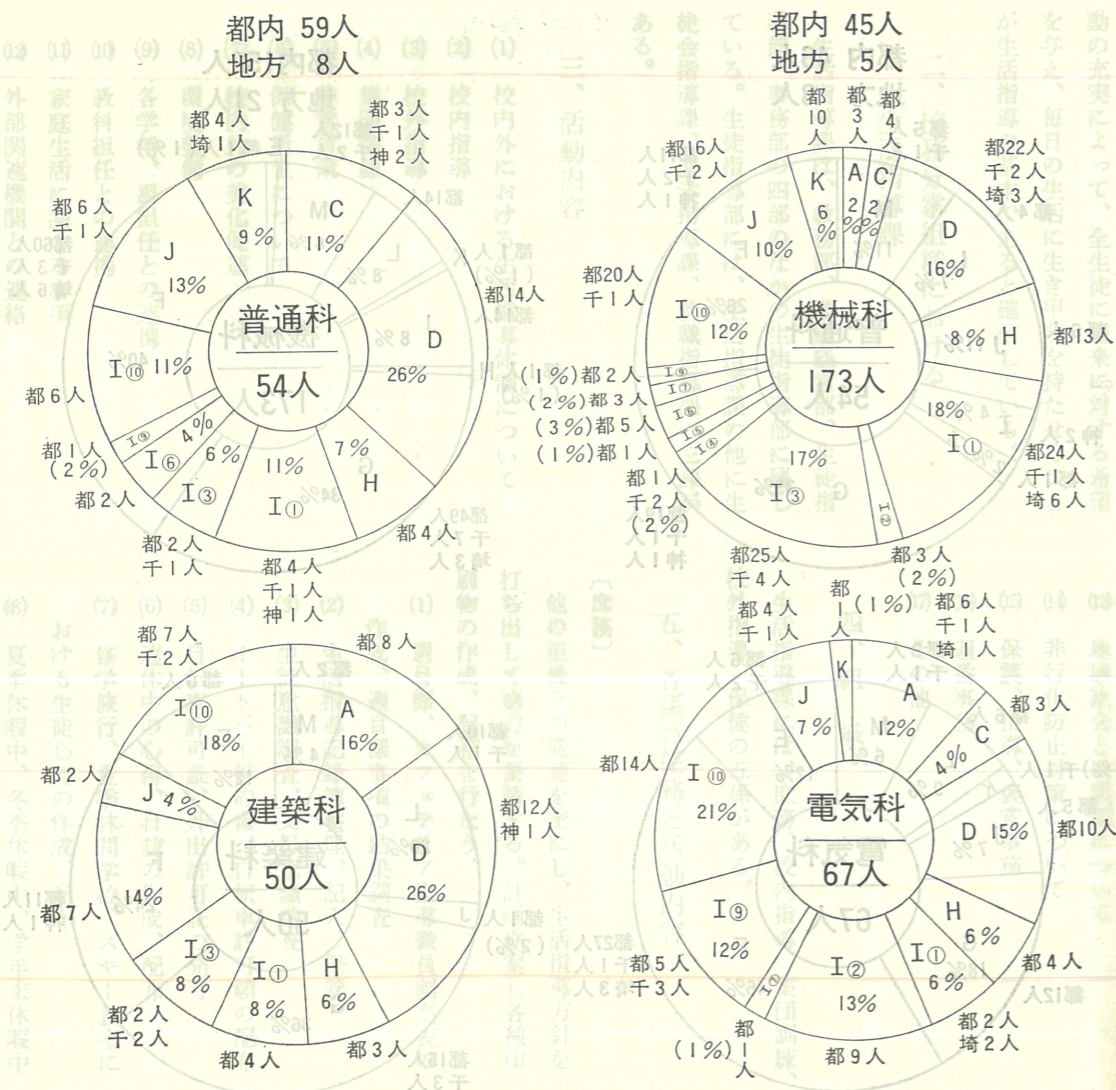 都内 59人
地方 8人
都4人
埼1人
都3人
千1人
神2人
都6人
千1人
K
9%
C
11%
J
13%
都14人
D
26%
普通科
54人
I⑩ 11%
都6人
I⑨
都1人
(2%)
4%
I⑥
都2人
6%
I③
都2人
千1人
11%
I①
都4人
千1人
神1人
7%
H
都4人
都内 45人
地方 5人
都
10
人
都
3
人
都
4
人
都16人
千2人
都22人
千2人
埼3人
K
6
%
A
2
%
C
2
%
J
10%
D
16%
都20人
千1人
I⑩
12%
機械科
173人
8% H
都13人
(1%)都2人
I⑨
(2%)都3人
I⑦
(3%)都5人
I⑥
(1%)都1人
I⑤
I④
都1人
千2人
(2%)
17%
I③
都25人
千4人
I②
都3人
(2%)
18%
I①
都24人
千1人
埼6人
都7人
千2人
都8人
I⑩
18%
A
16%
都2人
J 4%
建築科
50人
都12人
神1人
D
26%
14%
都7人
I③
8%
都2人
千2人
I①
8%
都4人
H
6%
都3人
都4人
千1人
都
1
人
(1%)
都6人
千1人
埼1人
J
7%
K
A
12%
都3人
C
4%
都14人
I⑩
21%
電気科
67人
D 15%
都10人
I⑨
12%
都5人
千3人
H
6%
都4人
I①
6%
都2人
埼2人
I②
13%
都9人
都
1
人
(1%)